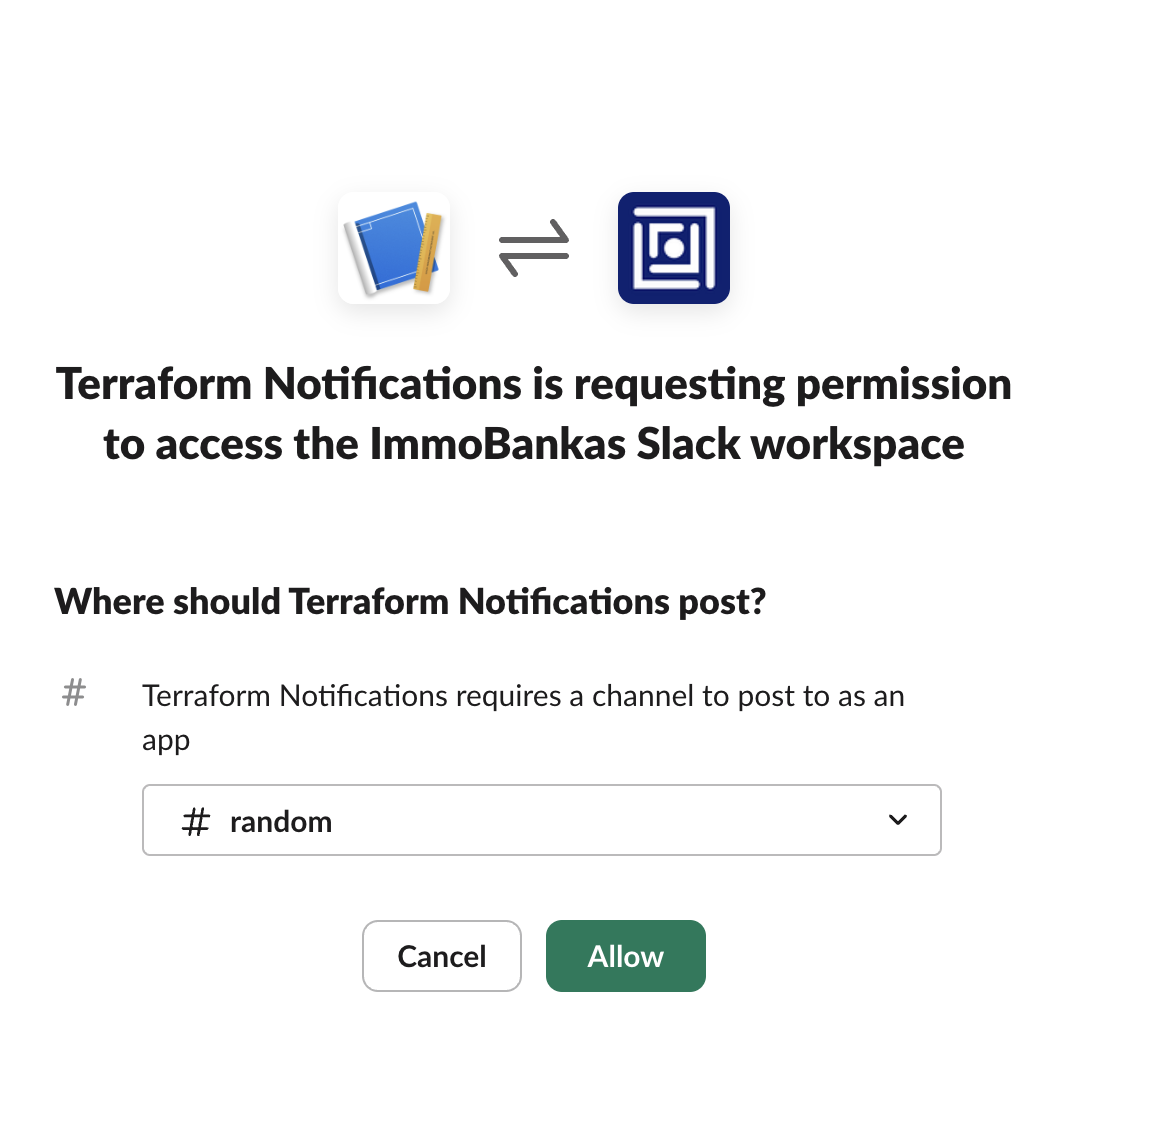 Terraform Notifications is requesting permission
to access the ImmoBankas Slack workspace
Where should Terraform Notifications post?
# Terraform Notifications requires a channel to post to as an
app
# random
Cancel Allow